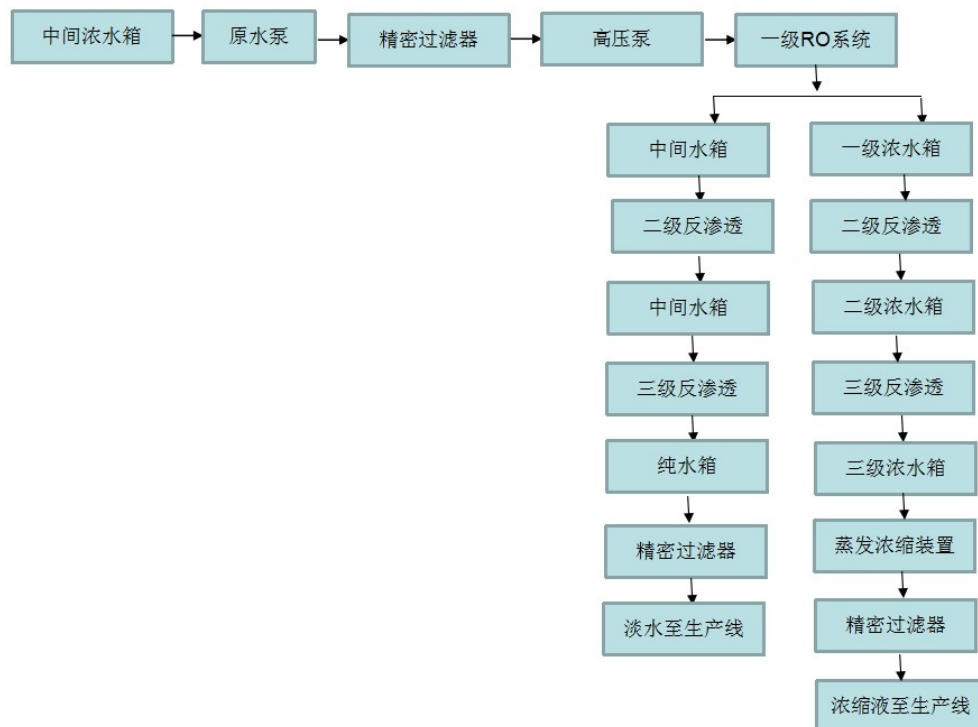 中间浓水箱
原水泵
精密过滤器
高压泵
一级RO系统
中间水箱
二级反渗透
中间水箱
三级反渗透
纯水箱
精密过滤器
淡水至生产线
一级浓水箱
二级反渗透
二级浓水箱
三级反渗透
三级浓水箱
蒸发浓缩装置
精密过滤器
浓缩液至生产线